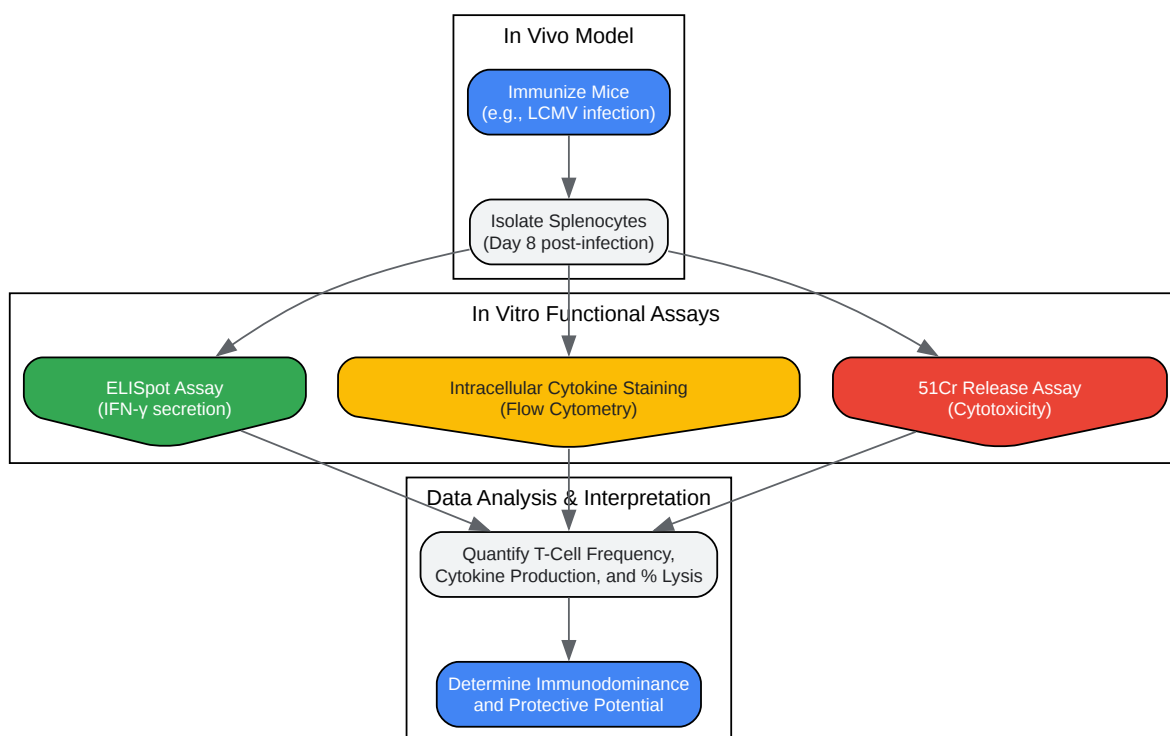 In Vivo Model
Immunize Mice
(e.g., LCMV infection)
Isolate Splenocytes
(Day 8 post-infection)
In Vitro Functional Assays
ELISpot Assay
(IFN-γ secretion)
Intracellular Cytokine Staining
(Flow Cytometry)
51Cr Release Assay
(Cytotoxicity)
Data Analysis & Interpretation
Quantify T-Cell Frequency,
Cytokine Production, and % Lysis
Determine Immunodominance
and Protective Potential